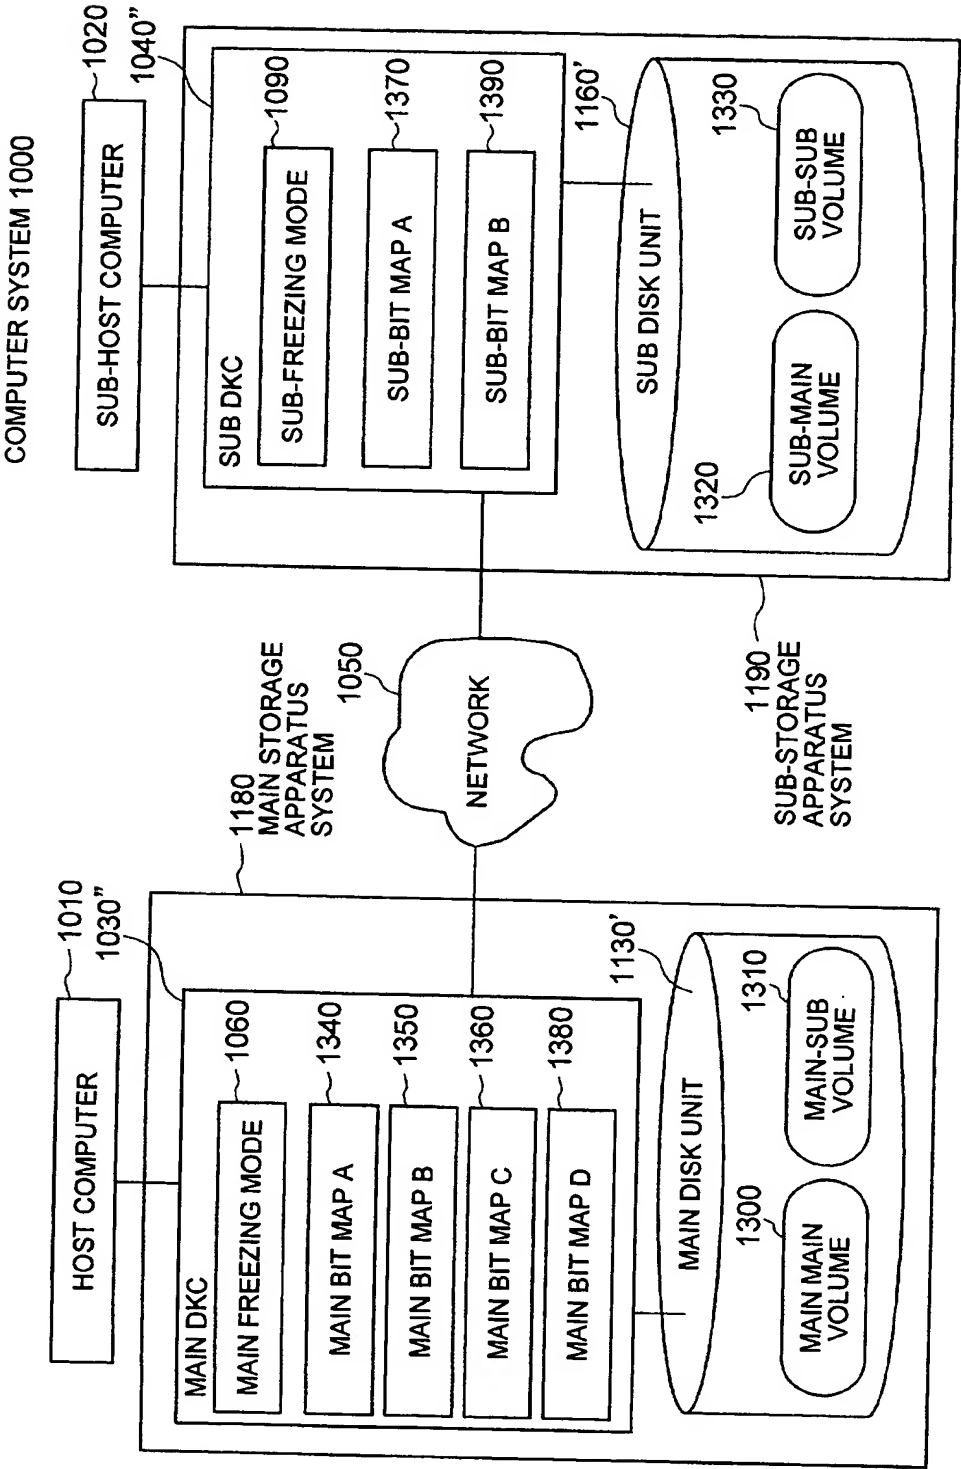 COMPUTER SYSTEM 1000
HOST COMPUTER
1010
1030"
MAIN DKC
MAIN FREEZING MODE
1060
MAIN BIT MAP A
1340
MAIN BIT MAP B
1350
MAIN BIT MAP C
1360
MAIN BIT MAP D
1380
MAIN DISK UNIT
1130'
MAIN MAIN
VOLUME
1300
MAIN-SUB
VOLUME
1310
1180
MAIN STORAGE
APPARATUS
SYSTEM
NETWORK
1050
SUB-HOST COMPUTER
1020
1040"
SUB DKC
SUB-FREEZING MODE
1090
SUB-BIT MAP A
1370
SUB-BIT MAP B
1390
SUB DISK UNIT
1160'
SUB-MAIN
VOLUME
1320
SUB-SUB
VOLUME
1330
1190
SUB-STORAGE
APPARATUS
SYSTEM